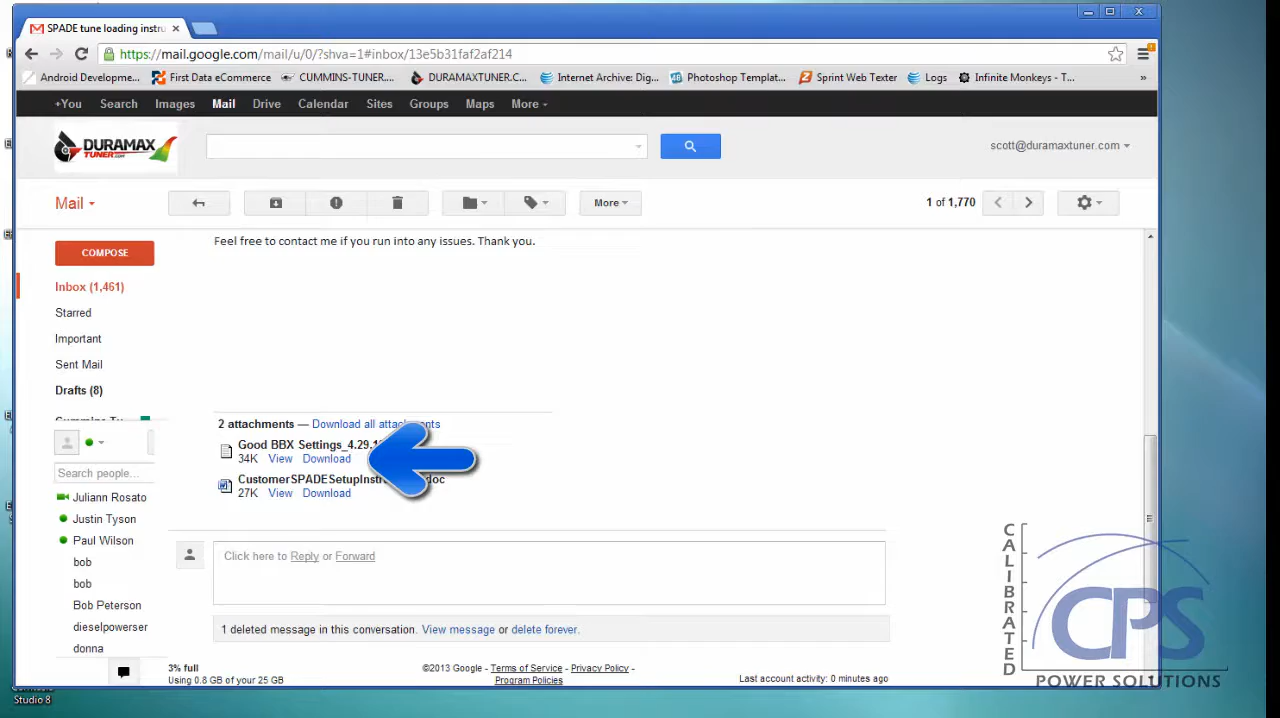 SPADE tune loading instru
https://mail.google.com/mail/u/0/?shva=1#inbox/13e5b31faf2af214
Android Developme... First Data eCommerce CUMMINS-TUNER.... DURAMAXTUNER.C... Internet Archive: Dig... Photoshop Templat... Sprint Web Texter Logs Infinite Monkeys - T... »
+You Search Images Mail Drive Calendar Sites Groups Maps More
DURAMAX
TUNER.COM
scott@duramaxtuner.com
Mail
More
1 of 1,770
Feel free to contact me if you run into any issues. Thank you.
COMPOSE
Inbox (1,461)
Starred
Important
Sent Mail
Drafts (8)
Search people...
Juliann Rosato
Justin Tyson
Paul Wilson
bob
bob
Bob Peterson
dieselpowerser
donna
2 attachments — Download all attachments
Good BBX Settings_4.29.1
34K View Download
CustomerSPADESetupInstr doc
27K View Download
Click here to Reply or Forward
1 deleted message in this conversation. View message or delete forever.
3% full
Using 0.8 GB of your 25 GB
©2013 Google - Terms of Service - Privacy Policy -
Program Policies
Last account activity: 0 minutes ago
CALIBRATED
CPS
POWER SOLUTIONS
Studio 8